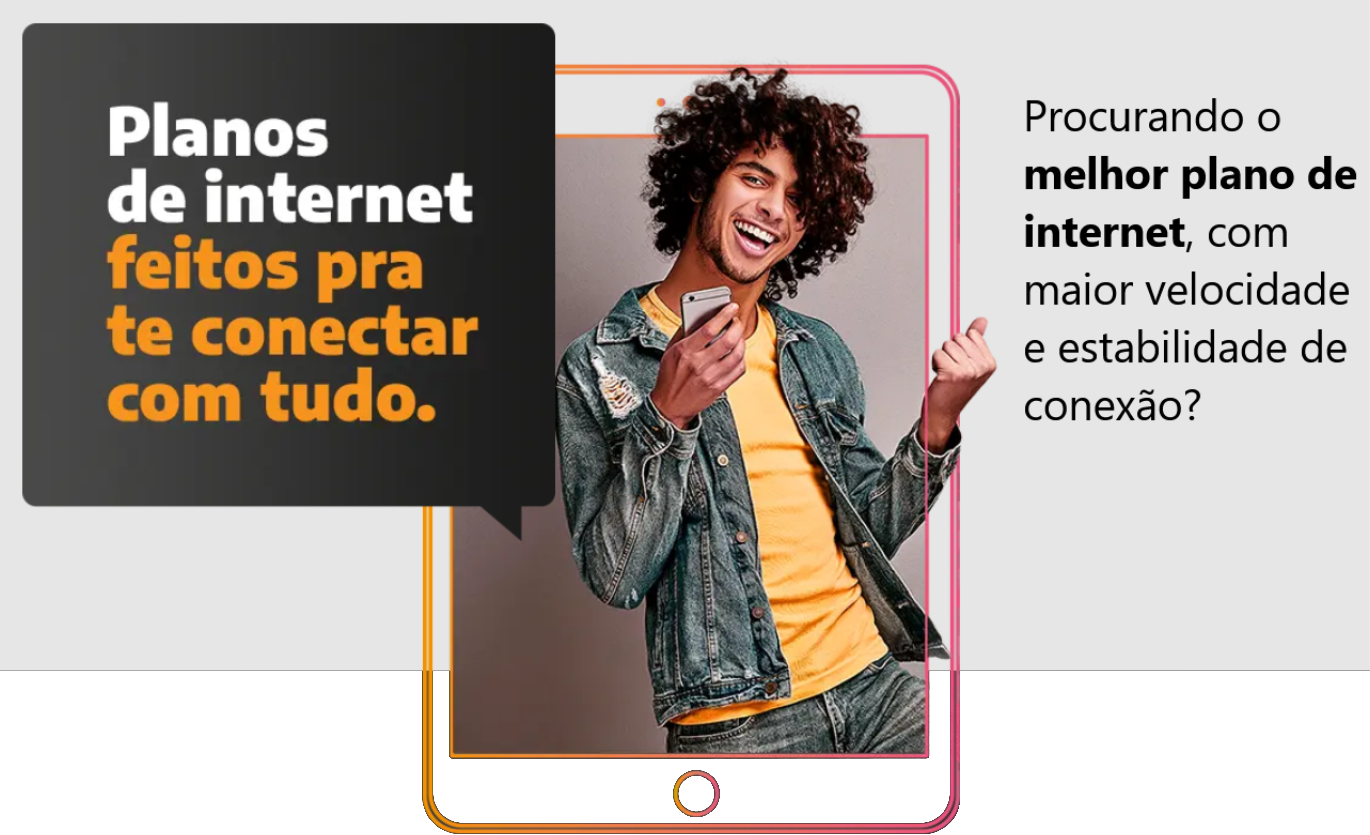 Planos
de internet
feitos pra
te conectar
com tudo.
Procurando o
melhor plano de
internet, com
maior velocidade
e estabilidade de
conexão?